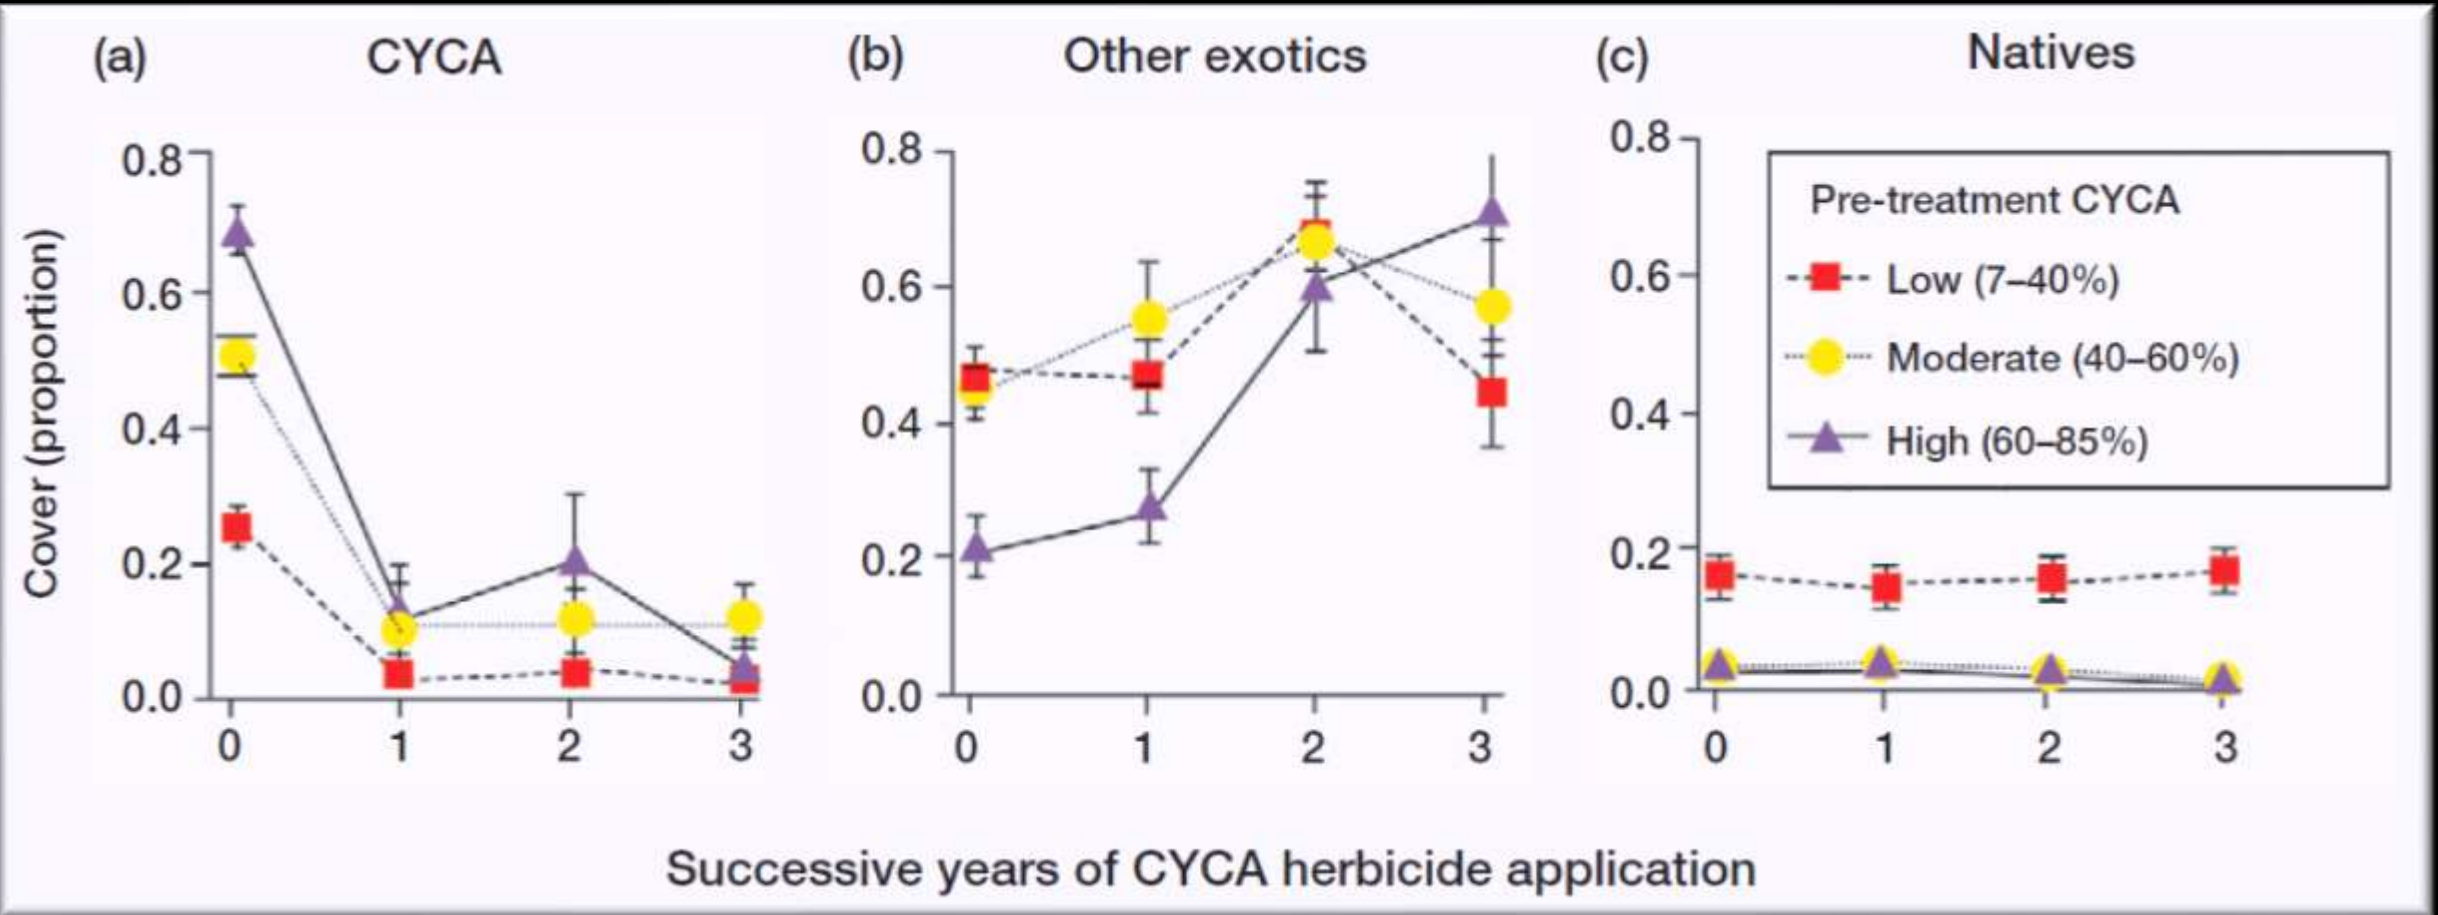 (a) CYCA
(b) Other exotics
(c) Natives
Cover (proportion)
0.8
0.6
0.4
0.2
0.0
0 1 2 3
0.8
0.6
0.4
0.2
0.0
0 1 2 3
0.8
0.6
0.4
0.2
0.0
0 1 2 3
Pre-treatment CYCA
Low (7–40%)
Moderate (40–60%)
High (60–85%)
Successive years of CYCA herbicide application